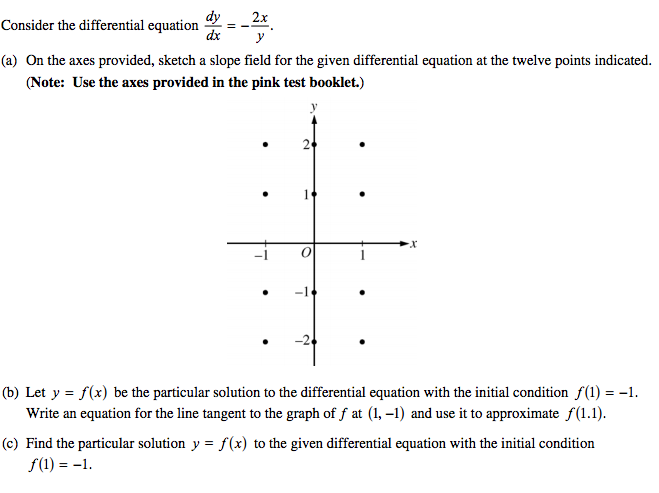 Consider the differential equation dy/dx = -2x/y.
(a) On the axes provided, sketch a slope field for the given differential equation at the twelve points indicated.
(Note: Use the axes provided in the pink test booklet.)
y
2
1
x
-1 O 1
-1
-2
(b) Let y = f(x) be the particular solution to the differential equation with the initial condition f(1) = -1.
Write an equation for the line tangent to the graph of f at (1, -1) and use it to approximate f(1.1).
(c) Find the particular solution y = f(x) to the given differential equation with the initial condition
f(1) = -1.